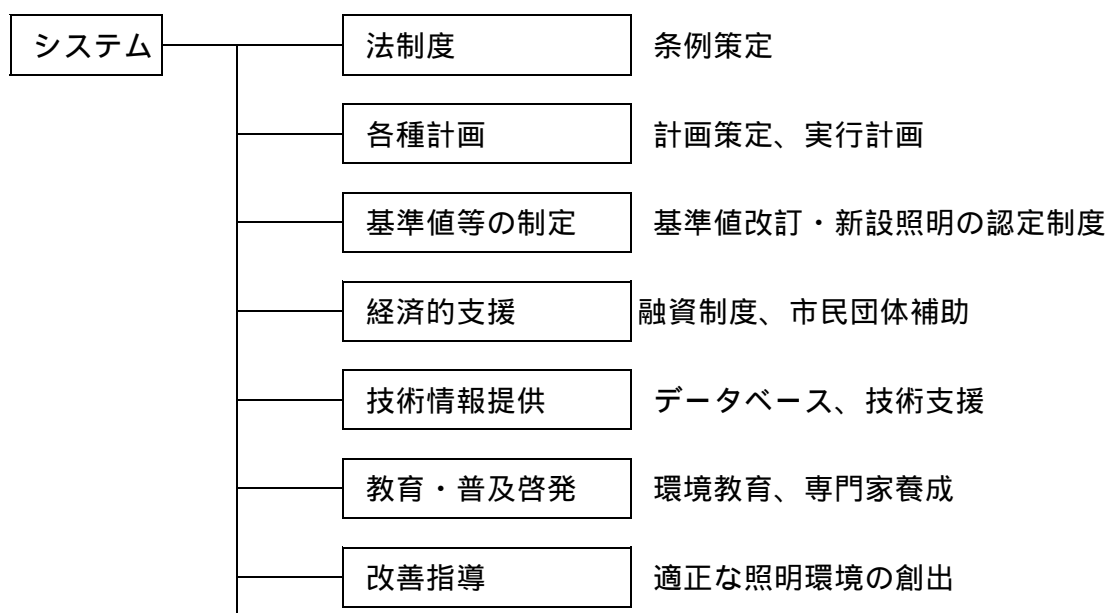 システム 法制度 条例策定
各種計画 計画策定、実行計画
基準値等の制定 基準値改訂・新設照明の認定制度
経済的支援 融資制度、市民団体補助
技術情報提供 データベース、技術支援
教育・普及啓発 環境教育、専門家養成
改善指導 適正な照明環境の創出